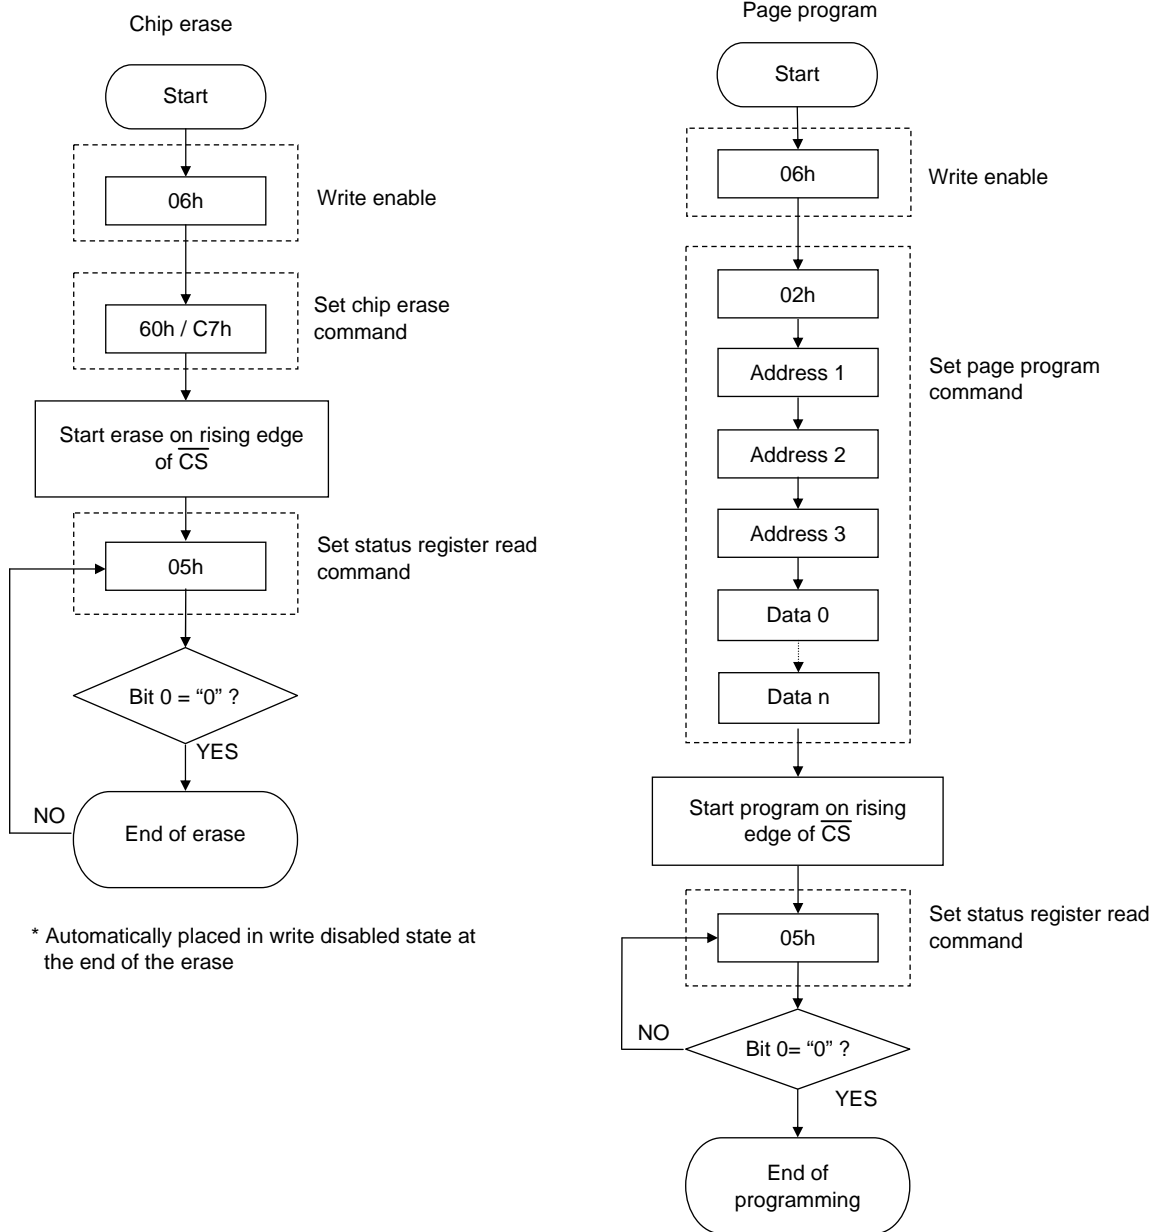 Chip erase
Start
06h
Write enable
60h / C7h
Set chip erase
command
Start erase on rising edge
of CS
05h
Set status register read
command
Bit 0 = “0” ?
YES
NO
End of erase
* Automatically placed in write disabled state at
the end of the erase
Page program
Start
06h
Write enable
02h
Address 1
Set page program
command
Address 2
Address 3
Data 0
Data n
Start program on rising
edge of CS
05h
Set status register read
command
NO
Bit 0= “0” ?
YES
End of
programming